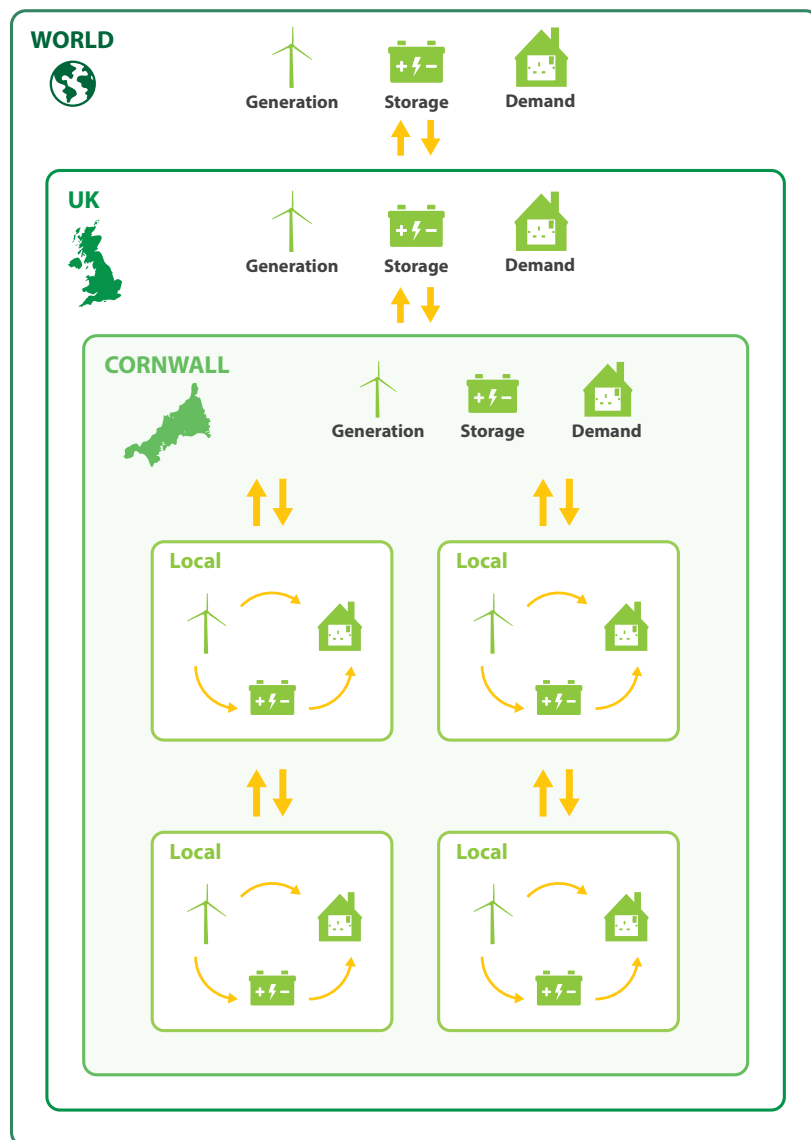 WORLD
Generation Storage Demand
UK
Generation Storage Demand
CORNWALL
Generation Storage Demand
Local Local
Local Local